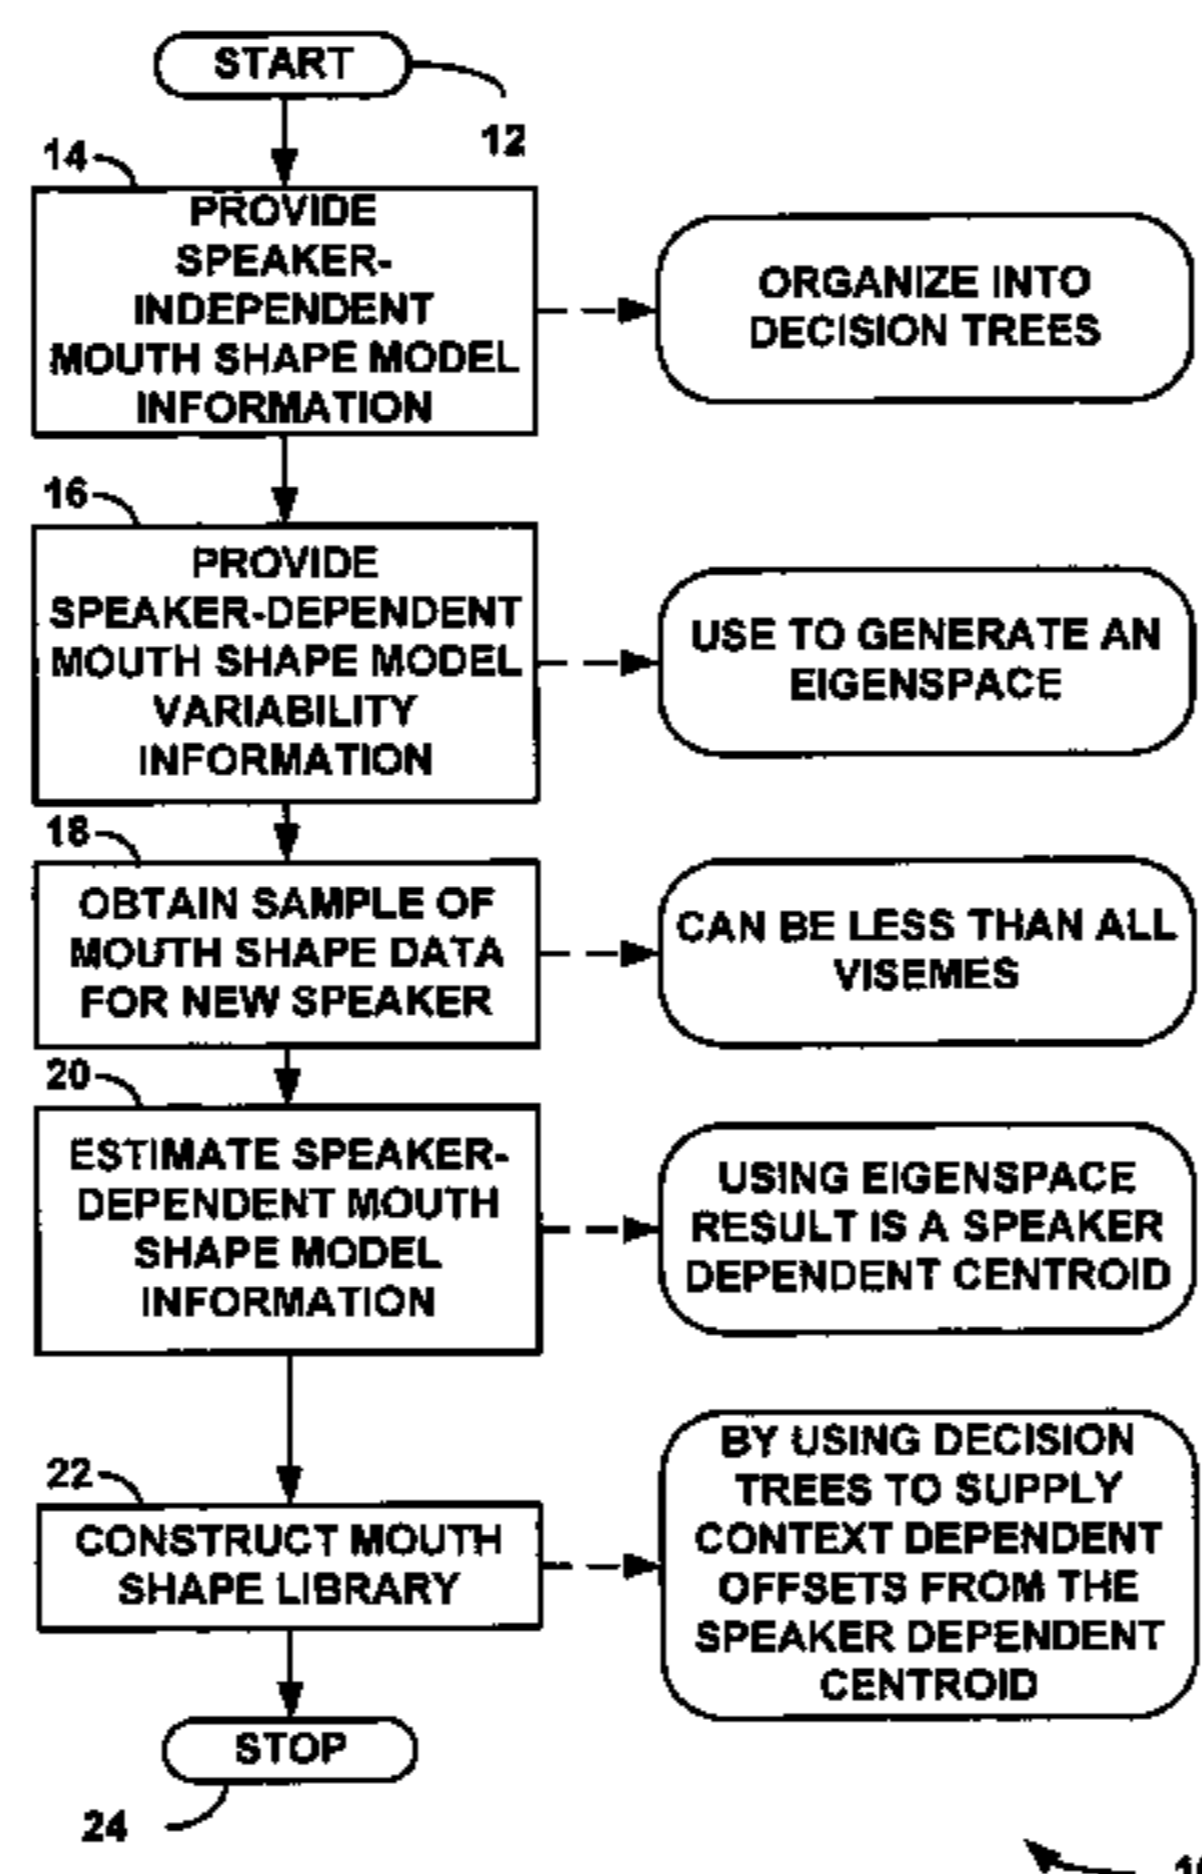 START
12
14
PROVIDE
SPEAKER-
INDEPENDENT
MOUTH SHAPE MODEL
INFORMATION
ORGANIZE INTO
DECISION TREES
16
PROVIDE
SPEAKER-DEPENDENT
MOUTH SHAPE MODEL
VARIABILITY
INFORMATION
USE TO GENERATE AN
EIGENSPACE
18
OBTAIN SAMPLE OF
MOUTH SHAPE DATA
FOR NEW SPEAKER
CAN BE LESS THAN ALL
VISEMES
20
ESTIMATE SPEAKER-
DEPENDENT MOUTH
SHAPE MODEL
INFORMATION
USING EIGENSPACE
RESULT IS A SPEAKER
DEPENDENT CENTROID
22
CONSTRUCT MOUTH
SHAPE LIBRARY
BY USING DECISION
TREES TO SUPPLY
CONTEXT DEPENDENT
OFFSETS FROM THE
SPEAKER DEPENDENT
CENTROID
STOP
24